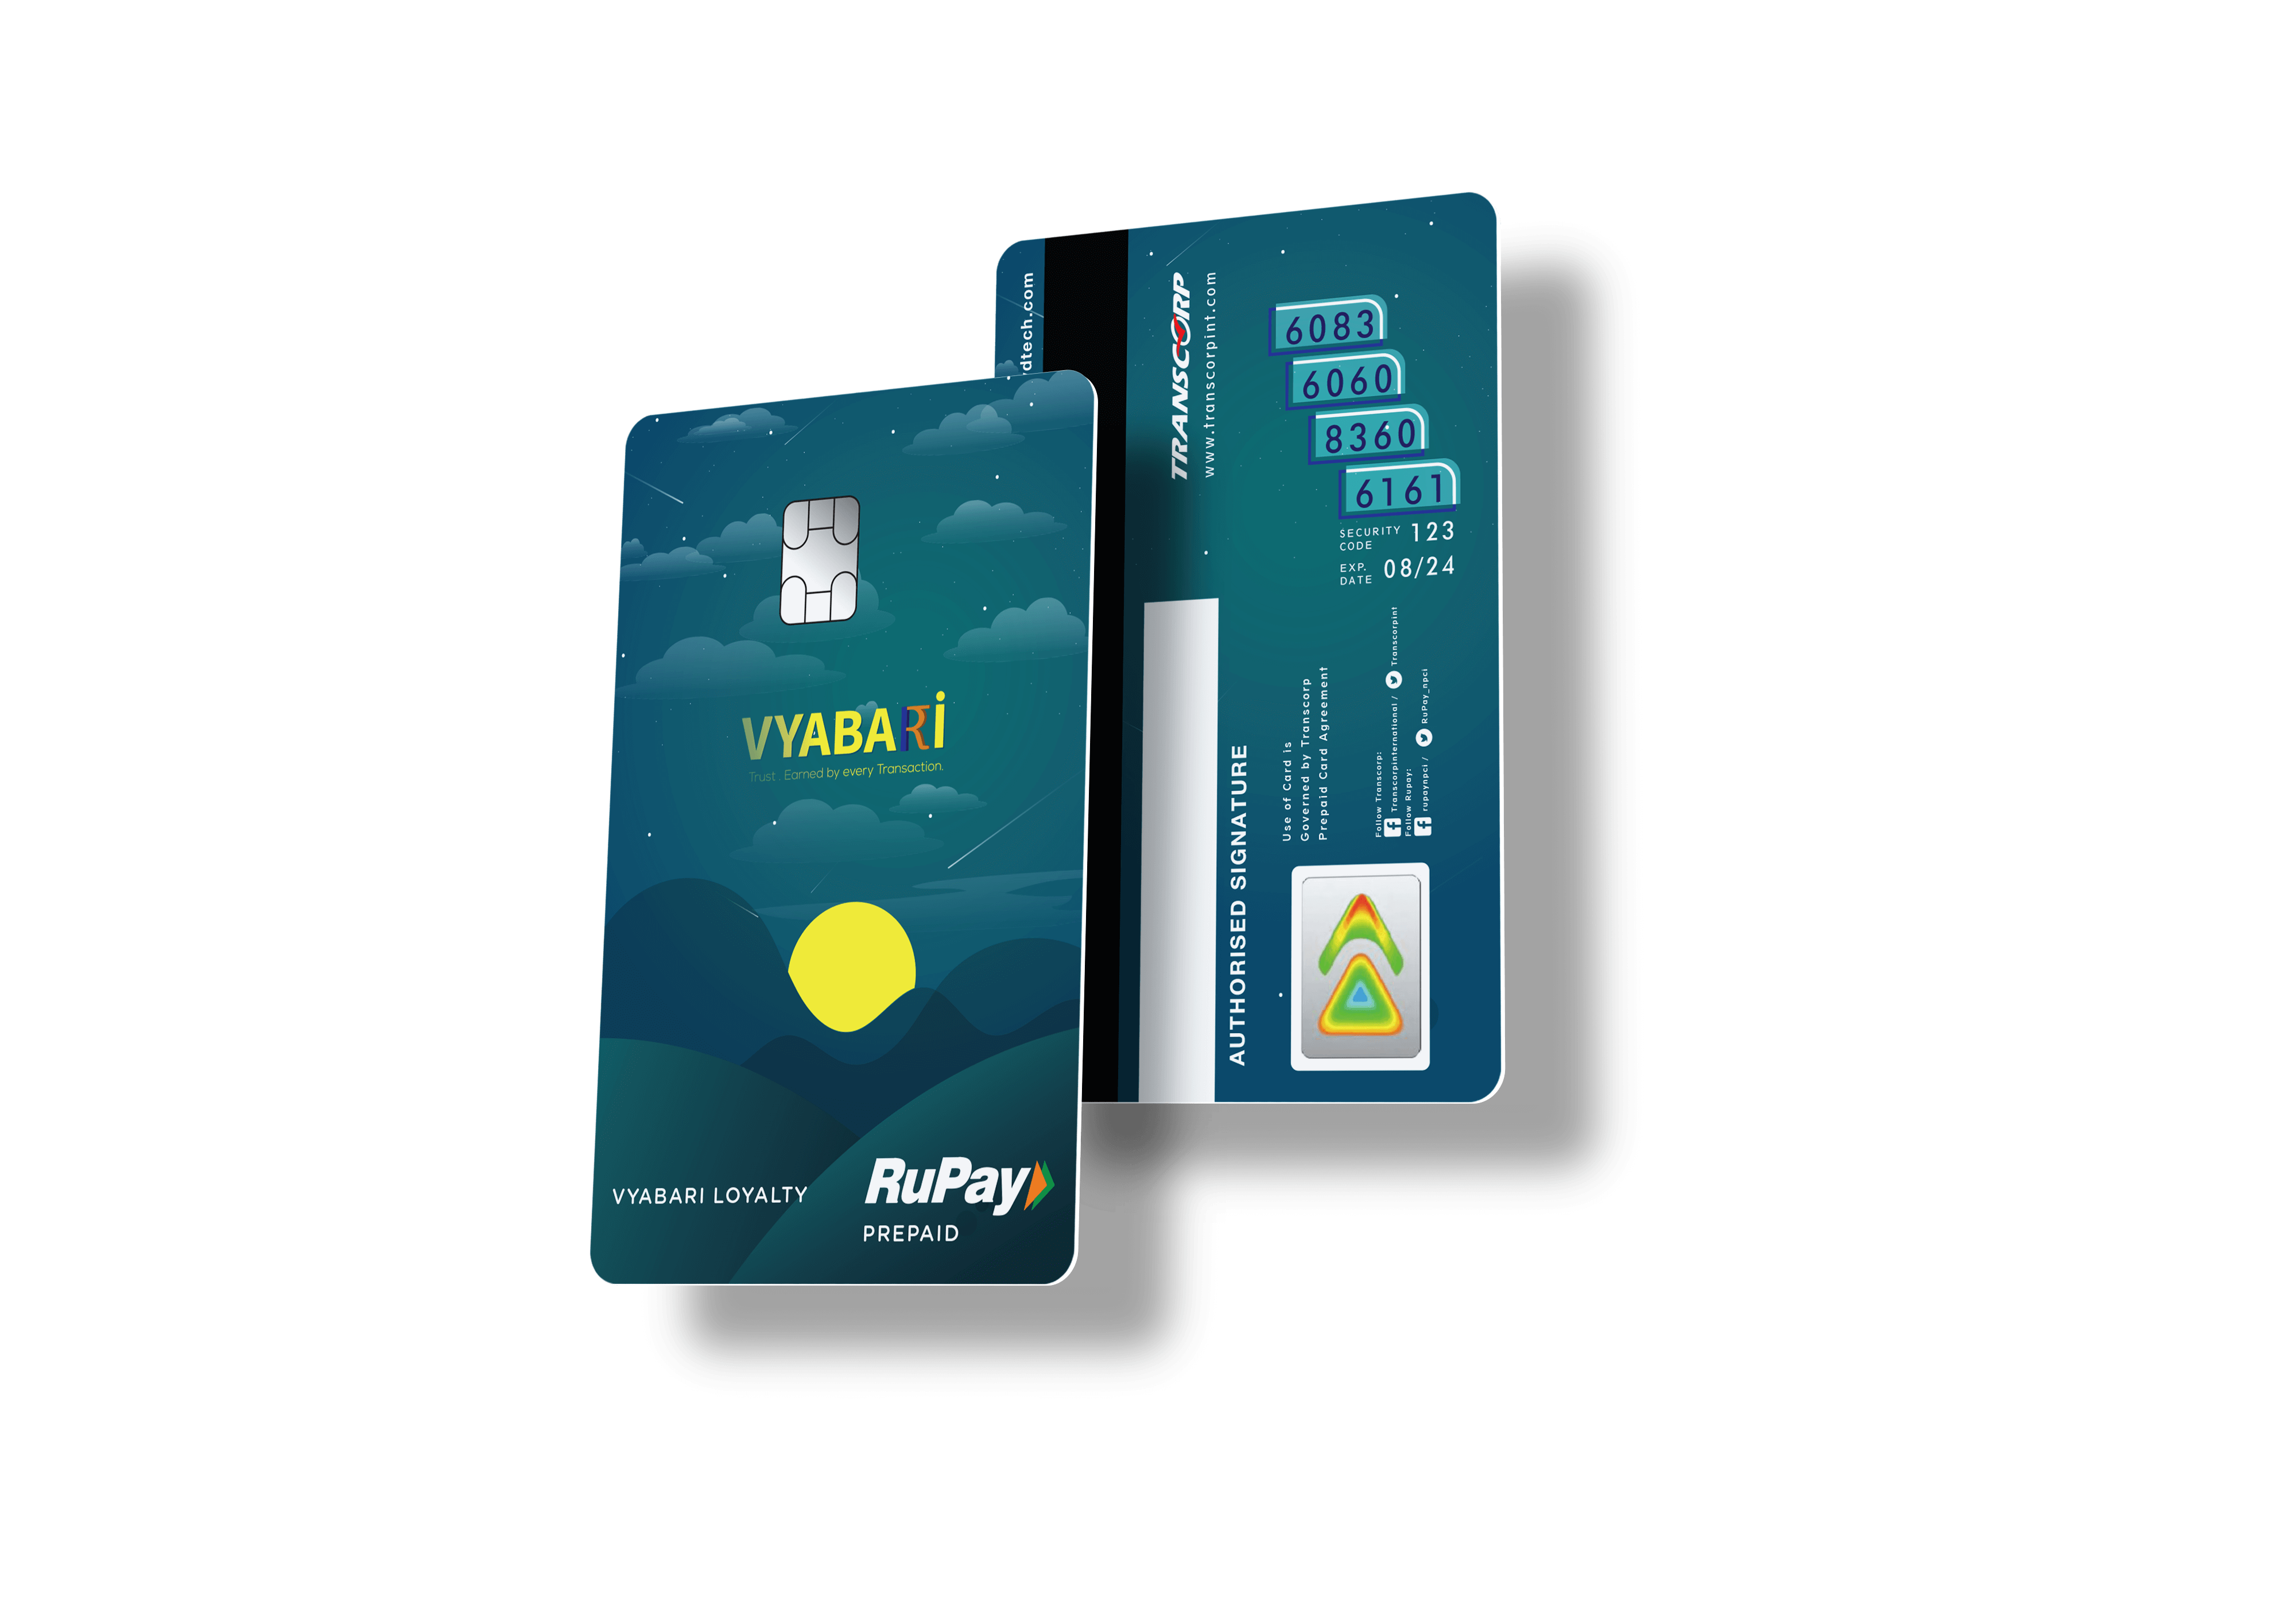 VYABARI
Trust . Earned by every Transaction.
VYABARI LOYALTY
RuPay
PREPAID
dtech.com
TRANSCORP
www.transcorpint.com
6083
6060
8360
6161
SECURITY
CODE
123
EXP.
DATE
08/24
AUTHORISED SIGNATURE
Use of Card is
Governed by Transcorp
Prepaid Card Agreement
Follow Transcorp:
Transcorpinternational / Transcorpint
Follow Rupay:
rupaynpci / RuPay_npci